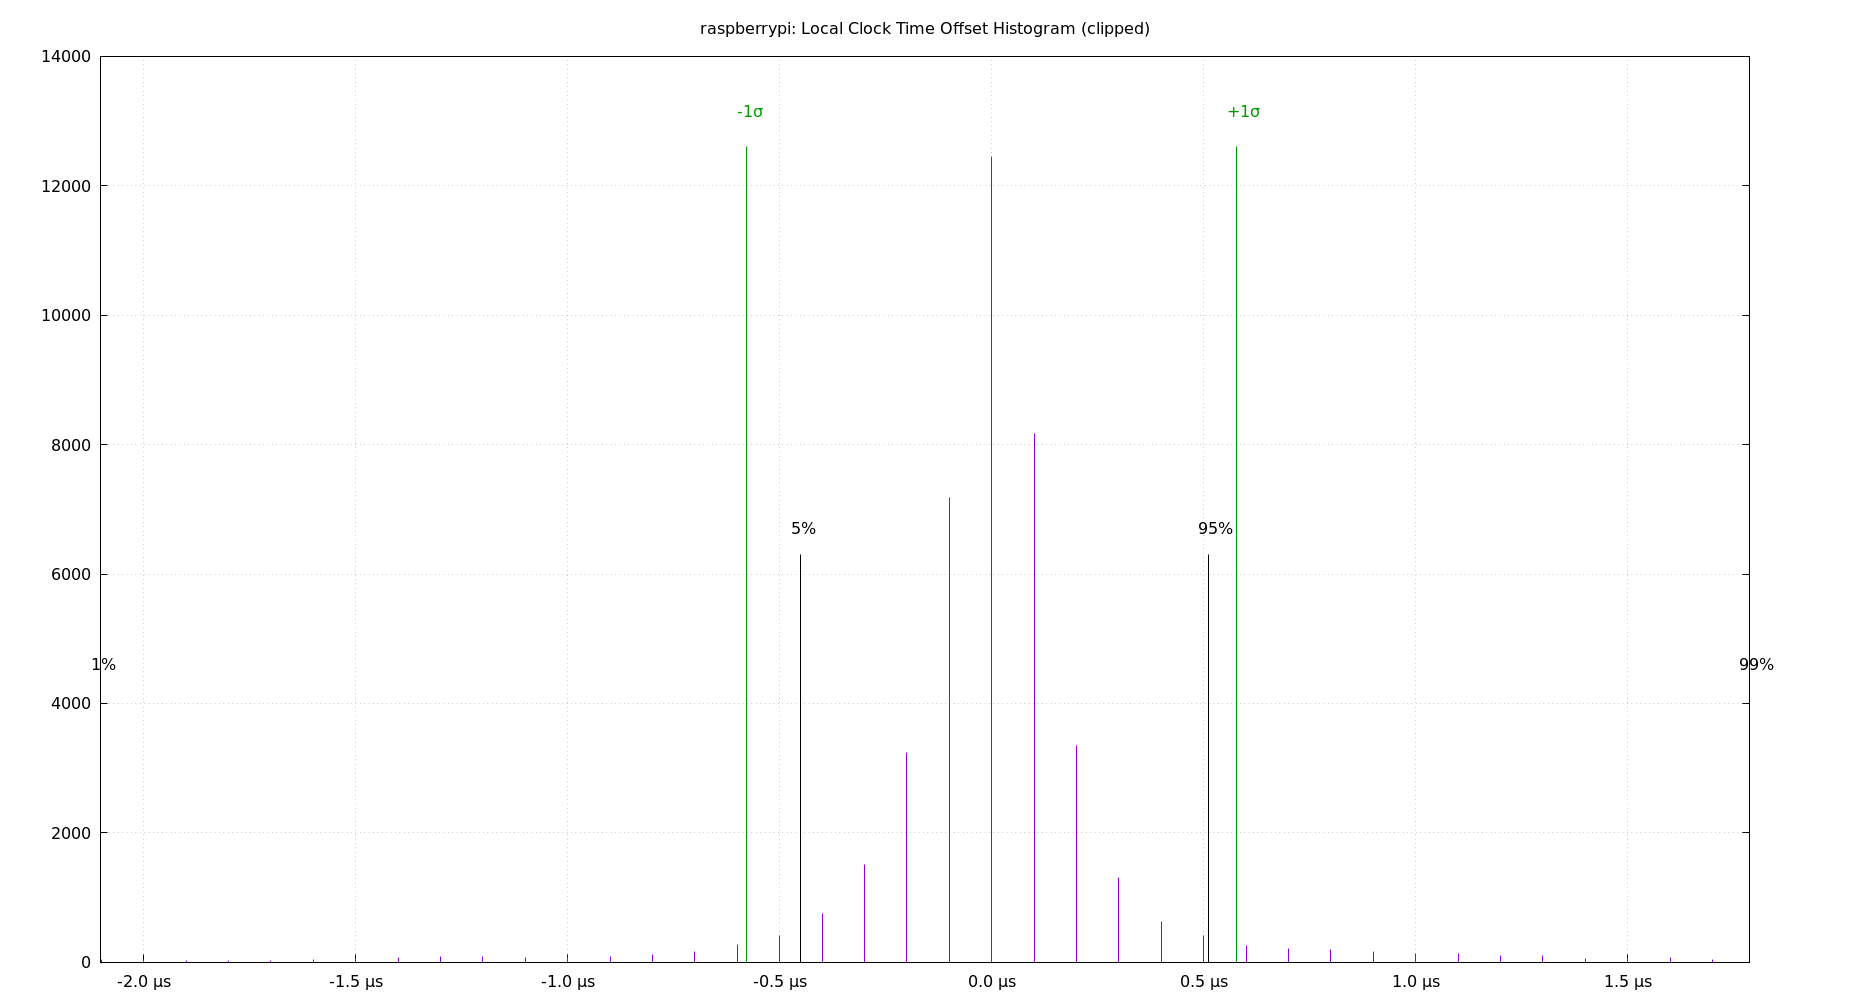 raspberrypi: Local Clock Time Offset Histogram (clipped)
14000
-1σ
+1σ
12000
10000
8000
5%
95%
6000
1%
99%
4000
2000
0
-2.0 µs
-1.5 µs
-1.0 µs
-0.5 µs
0.0 µs
0.5 µs
1.0 µs
1.5 µs